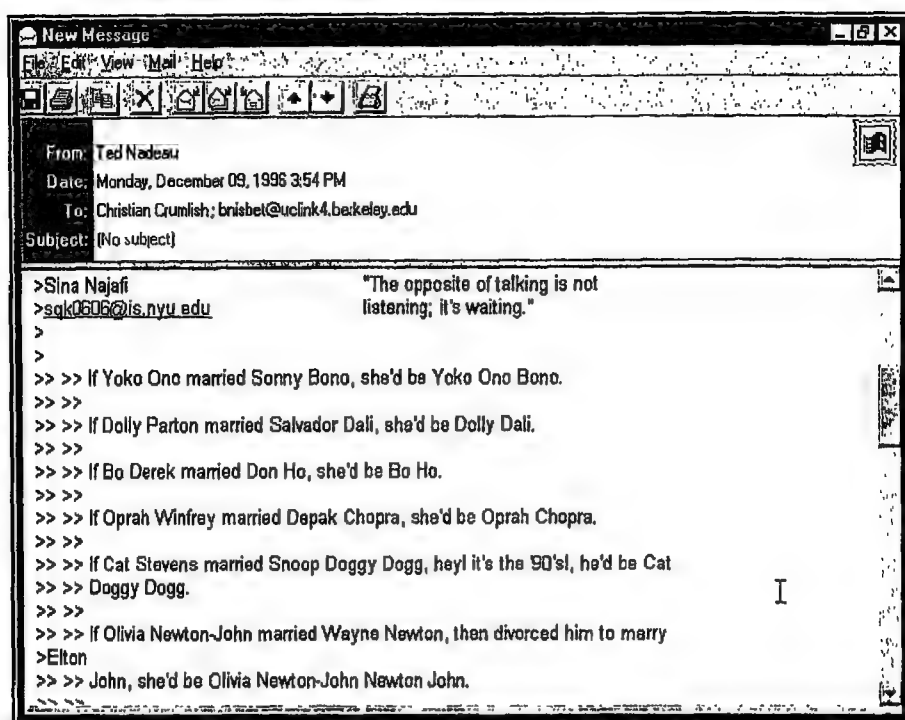 New Message
File Edit View Mail Help
From: Ted Nadeau
Date: Monday, December 09, 1996 3:54 PM
To: Christian Crumlish; bnisbet@uclink4.berkeley.edu
Subject: [No subject]
>Sina Najafi "The opposite of talking is not
>sqk0606@is.nyu.edu listening; it's waiting."
>
>
>> >> If Yoko Ono married Sonny Bono, she'd be Yoko Ono Bono.
>> >>
>> >> If Dolly Parton married Salvador Dali, she'd be Dolly Dali.
>> >>
>> >> If Bo Derek married Don Ho, she'd be Bo Ho.
>> >>
>> >> If Oprah Winfrey married Depak Chopra, she'd be Oprah Chopra.
>> >>
>> >> If Cat Stevens married Snoop Doggy Dogg, hey! it's the '90's!, he'd be Cat
>> >> Doggy Dogg.
>> >>
>> >> If Olivia Newton-John married Wayne Newton, then divorced him to marry
>Elton
>> >> John, she'd be Olivia Newton-John Newton John.
>> >>